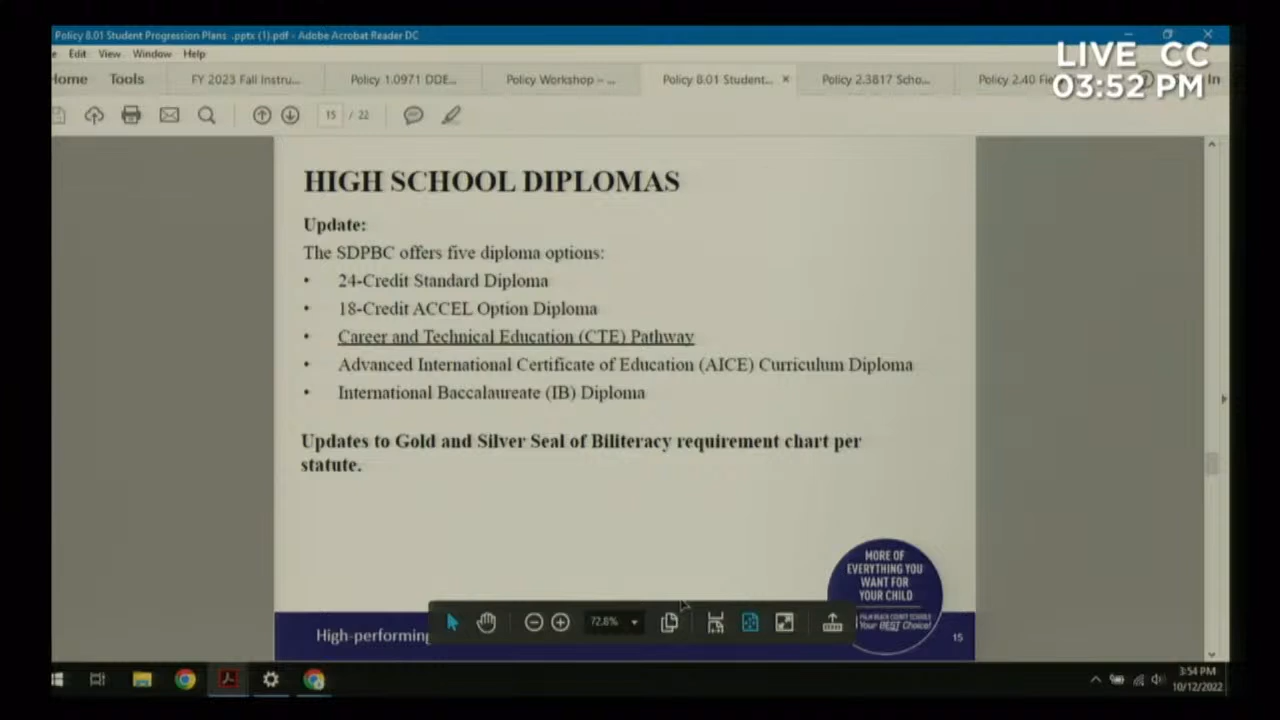 Policy 8.01 Student Progression Plans .pptx (1).pdf - Adobe Acrobat Reader DC
Edit View Window Help
LIVE CC
03:52 PM
Home Tools FY 2023 Fall Instru... Policy 1.0971 DDE... Policy Workshop – ... Policy 8.01 Student... × Policy 2.3817 Scho... Policy 2.40 Fi In
15 / 22
HIGH SCHOOL DIPLOMAS
Update:
The SDPBC offers five diploma options:
• 24-Credit Standard Diploma
• 18-Credit ACCEL Option Diploma
• Career and Technical Education (CTE) Pathway
• Advanced International Certificate of Education (AICE) Curriculum Diploma
• International Baccalaureate (IB) Diploma
Updates to Gold and Silver Seal of Biliteracy requirement chart per
statute.
MORE OF
EVERYTHING YOU
WANT FOR
YOUR CHILD
PALM BEACH COUNTY SCHOOLS
Your BEST Choice!
High-performing
72.8%
15
3:54 PM
10/12/2022